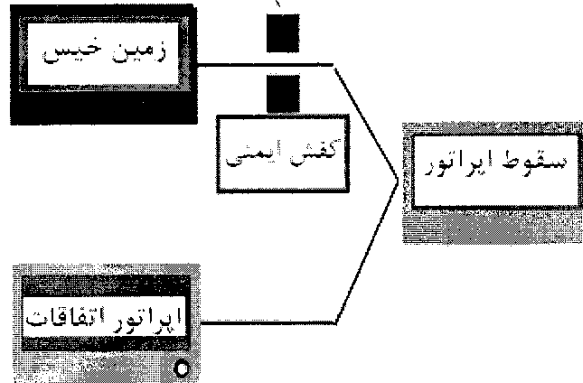 زمین خیس
کفش ایمنی
سقوط اپراتور
اپراتور اتفاقات